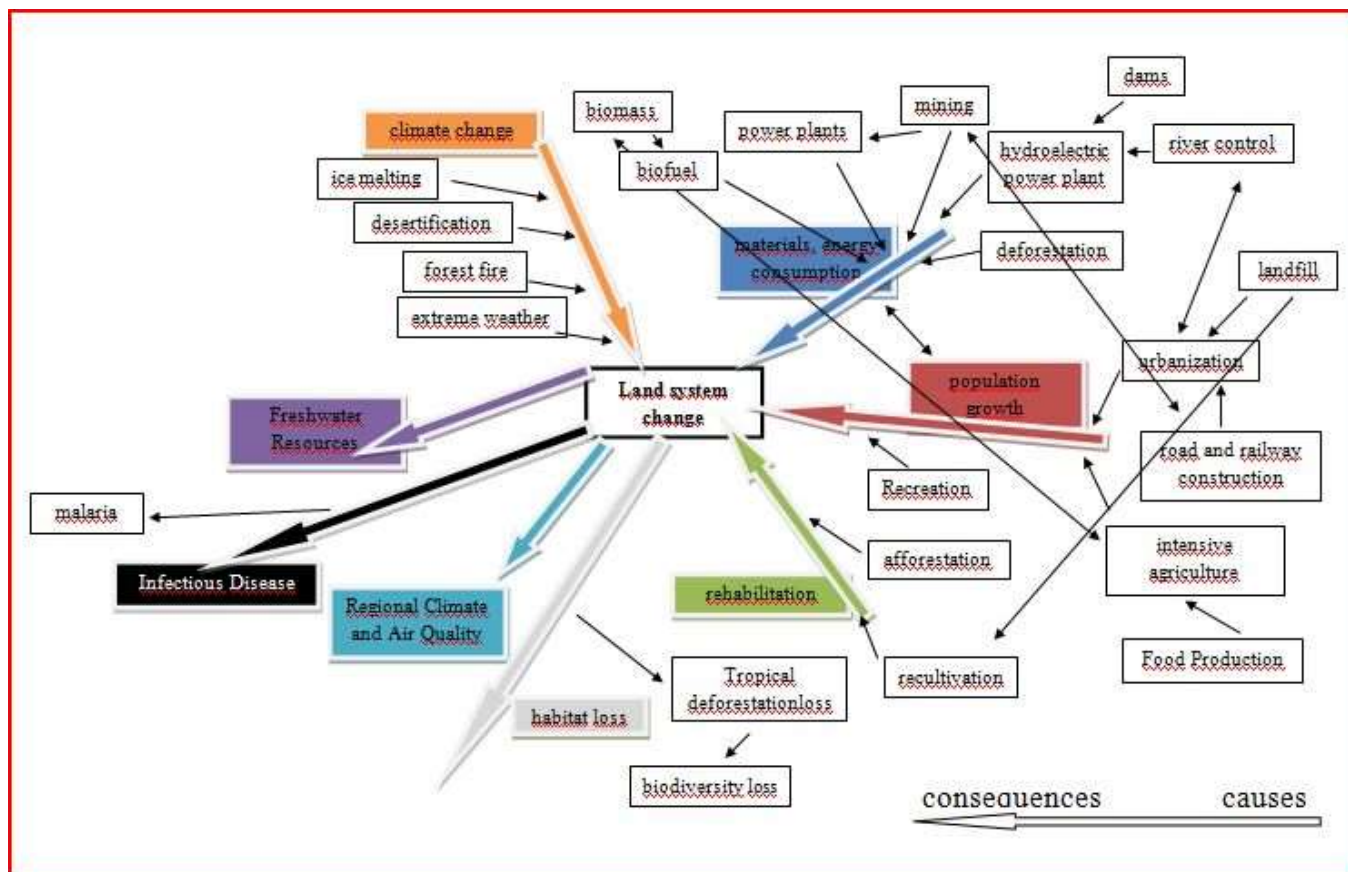 dams
mining
biomass
climate change
power plants
river control
hydroelectric
power plant
biofuel
ice melting
desertification
materials, energy
consumption
deforestation
forest fire
landfill
extreme weather
urbanization
Land system
change
population
growth
Freshwater
Resources
road and railway
construction
Recreation
malaria
intensive
agriculture
afforestation
Infectious Disease
rehabilitation
Regional Climate
and Air Quality
Food Production
recultivation
Tropical
deforestationloss
habitat loss
biodiversity loss
consequences causes